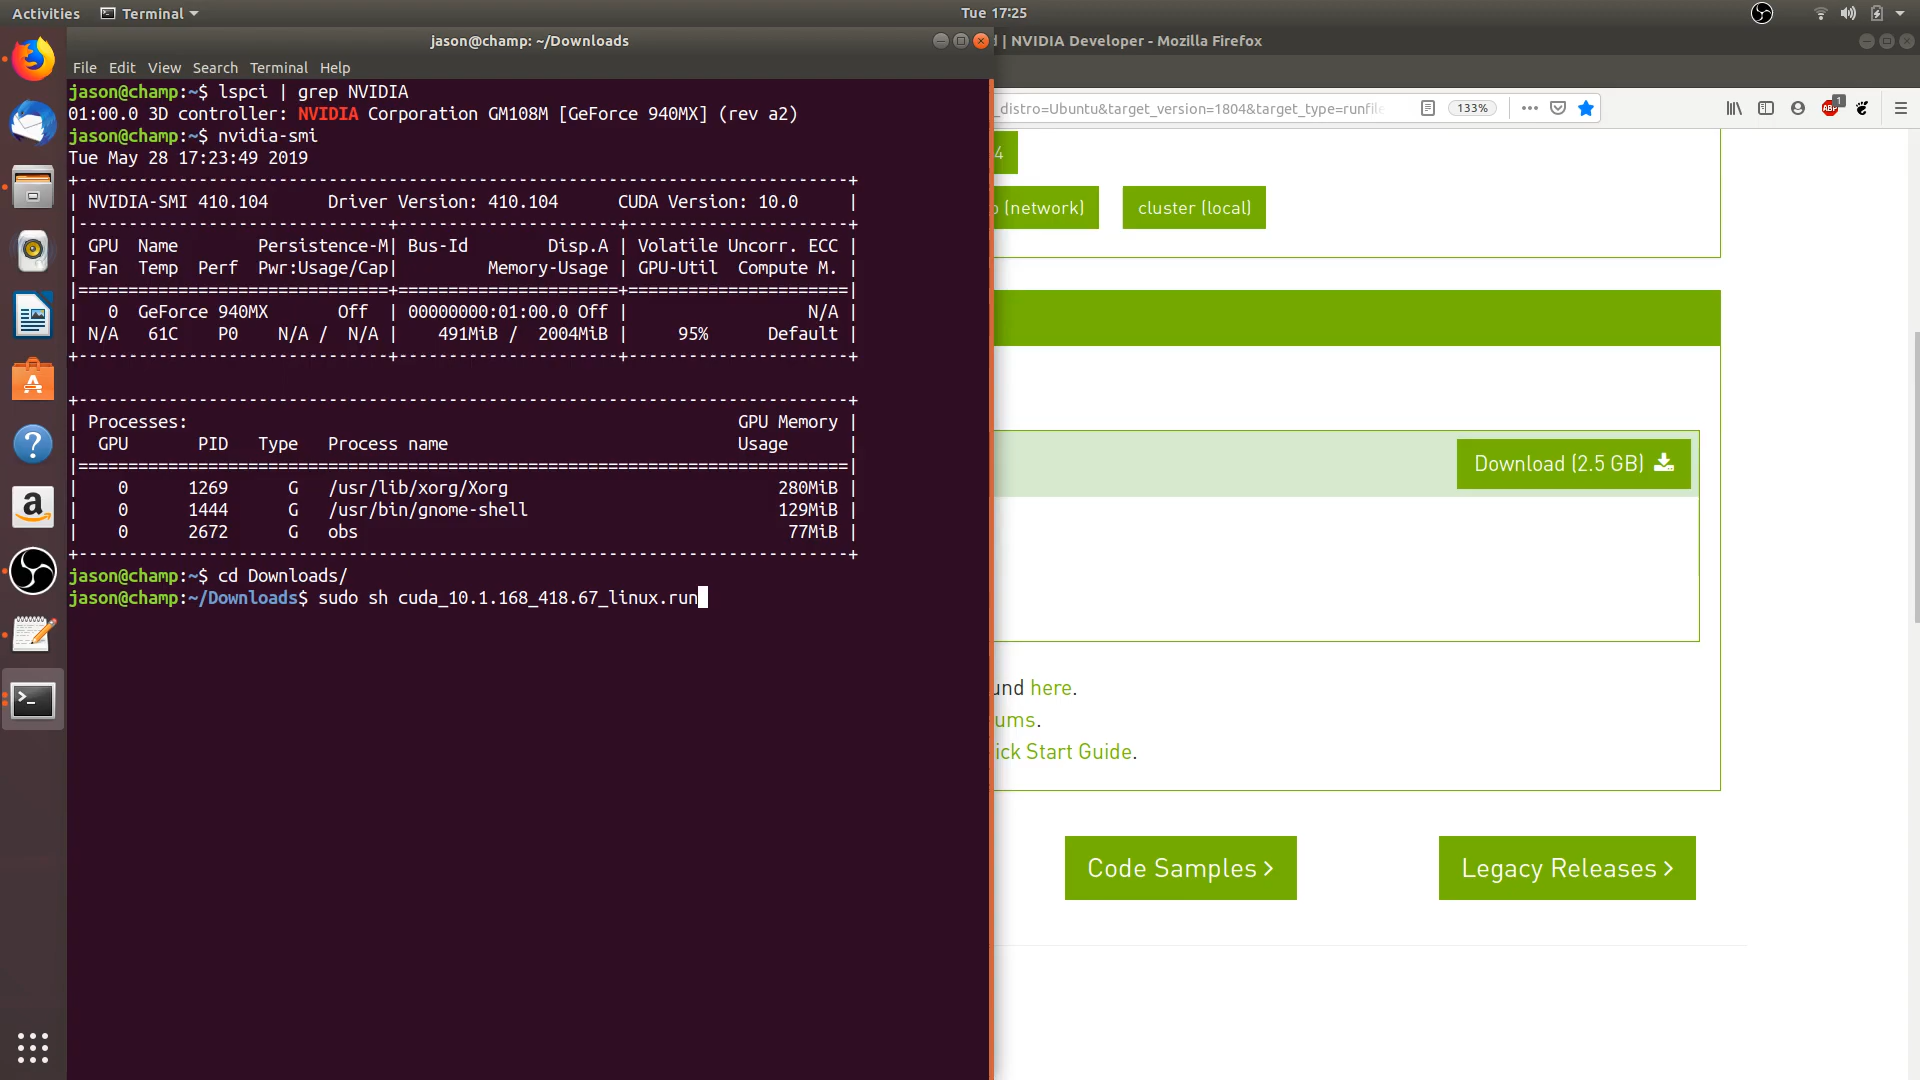 Activities
Terminal
Tue 17:25
jason@champ: ~/Downloads
| NVIDIA Developer - Mozilla Firefox
File Edit View Search Terminal Help
_distro=Ubuntu&target_version=1804&target_type=runfile
133%
ABP
1
jason@champ:~$ lspci | grep NVIDIA
01:00.0 3D controller: NVIDIA Corporation GM108M [GeForce 940MX] (rev a2)
jason@champ:~$ nvidia-smi
Tue May 28 17:23:49 2019
+-----------------------------------------------------------------------------+
| NVIDIA-SMI 410.104      Driver Version: 410.104      CUDA Version: 10.0     |
|-------------------------------+----------------------+----------------------+
| GPU  Name        Persistence-M| Bus-Id        Disp.A | Volatile Uncorr. ECC |
| Fan  Temp  Perf  Pwr:Usage/Cap|         Memory-Usage | GPU-Util  Compute M. |
|===============================+======================+======================|
|   0  GeForce 940MX       Off  | 00000000:01:00.0 Off |                  N/A |
| N/A   61C    P0    N/A /  N/A |    491MiB /  2004MiB |     95%      Default |
+-------------------------------+----------------------+----------------------+
+-----------------------------------------------------------------------------+
| Processes:                                                       GPU Memory |
|  GPU       PID   Type   Process name                             Usage      |
|=============================================================================|
|    0      1269      G   /usr/lib/xorg/Xorg                           280MiB |
|    0      1444      G   /usr/bin/gnome-shell                         129MiB |
|    0      2672      G   obs                                           77MiB |
+-----------------------------------------------------------------------------+
jason@champ:~$ cd Downloads/
jason@champ:~/Downloads$ sudo sh cuda_10.1.168_418.67_linux.run
4
(network)
cluster (local)
Download (2.5 GB)
und here.
ums.
ick Start Guide.
Code Samples >
Legacy Releases >